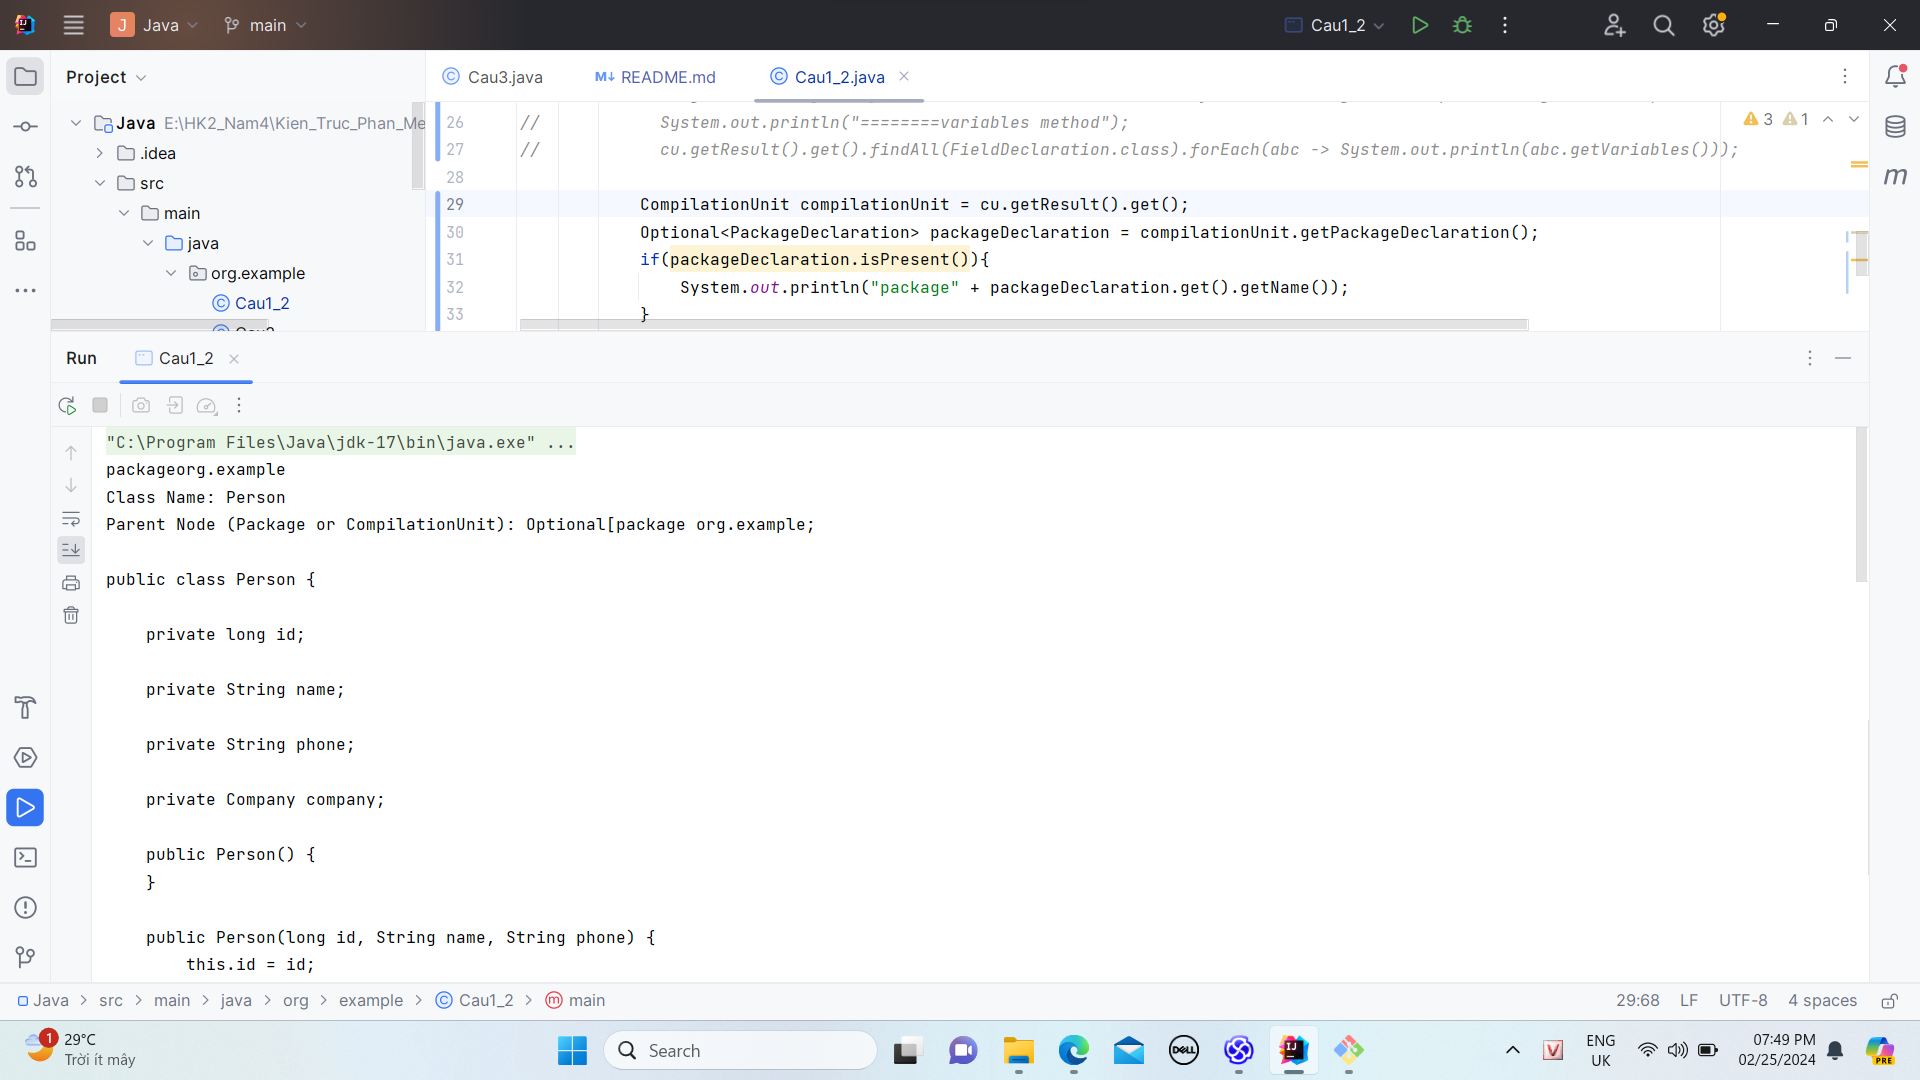 J Java main Cau1_2
Project
Cau3.java M↓ README.md Cau1_2.java
Java E:\HK2_Nam4\Kien_Truc_Phan_Me
.idea
src
main
java
org.example
Cau1_2
26 // System.out.println("========variables method");
27 // cu.getResult().get().findAll(FieldDeclaration.class).forEach(abc -> System.out.println(abc.getVariables()));
28
29 CompilationUnit compilationUnit = cu.getResult().get();
30 Optional<PackageDeclaration> packageDeclaration = compilationUnit.getPackageDeclaration();
31 if(packageDeclaration.isPresent()){
32 System.out.println("package" + packageDeclaration.get().getName());
33 }
3 1
m
Run Cau1_2
"C:\Program Files\Java\jdk-17\bin\java.exe" ...
packageorg.example
Class Name: Person
Parent Node (Package or CompilationUnit): Optional[package org.example;
public class Person {
private long id;
private String name;
private String phone;
private Company company;
public Person() {
}
public Person(long id, String name, String phone) {
this.id = id;
Java > src > main > java > org > example > Cau1_2 > main
29:68 LF UTF-8 4 spaces
1 29°C
Trời ít mây
Search
DELL
ENG
UK
07:49 PM
02/25/2024
PRE